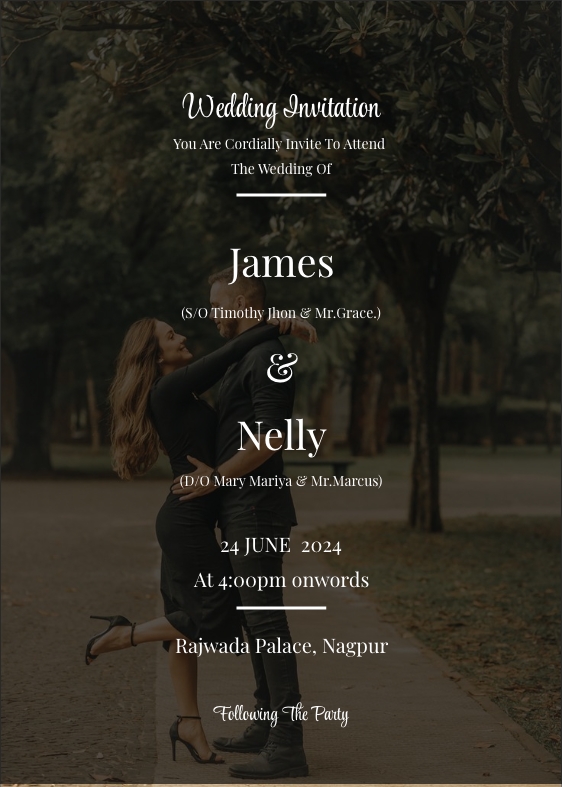 Wedding Invitation
You Are Cordially Invite To Attend
The Wedding Of
James
(S/O Timothy Jhon & Mr.Grace.)
&
Nelly
(D/O Mary Mariya & Mr.Marcus)
24 JUNE 2024
At 4:00pm onwords
Rajwada Palace, Nagpur
Following The Party